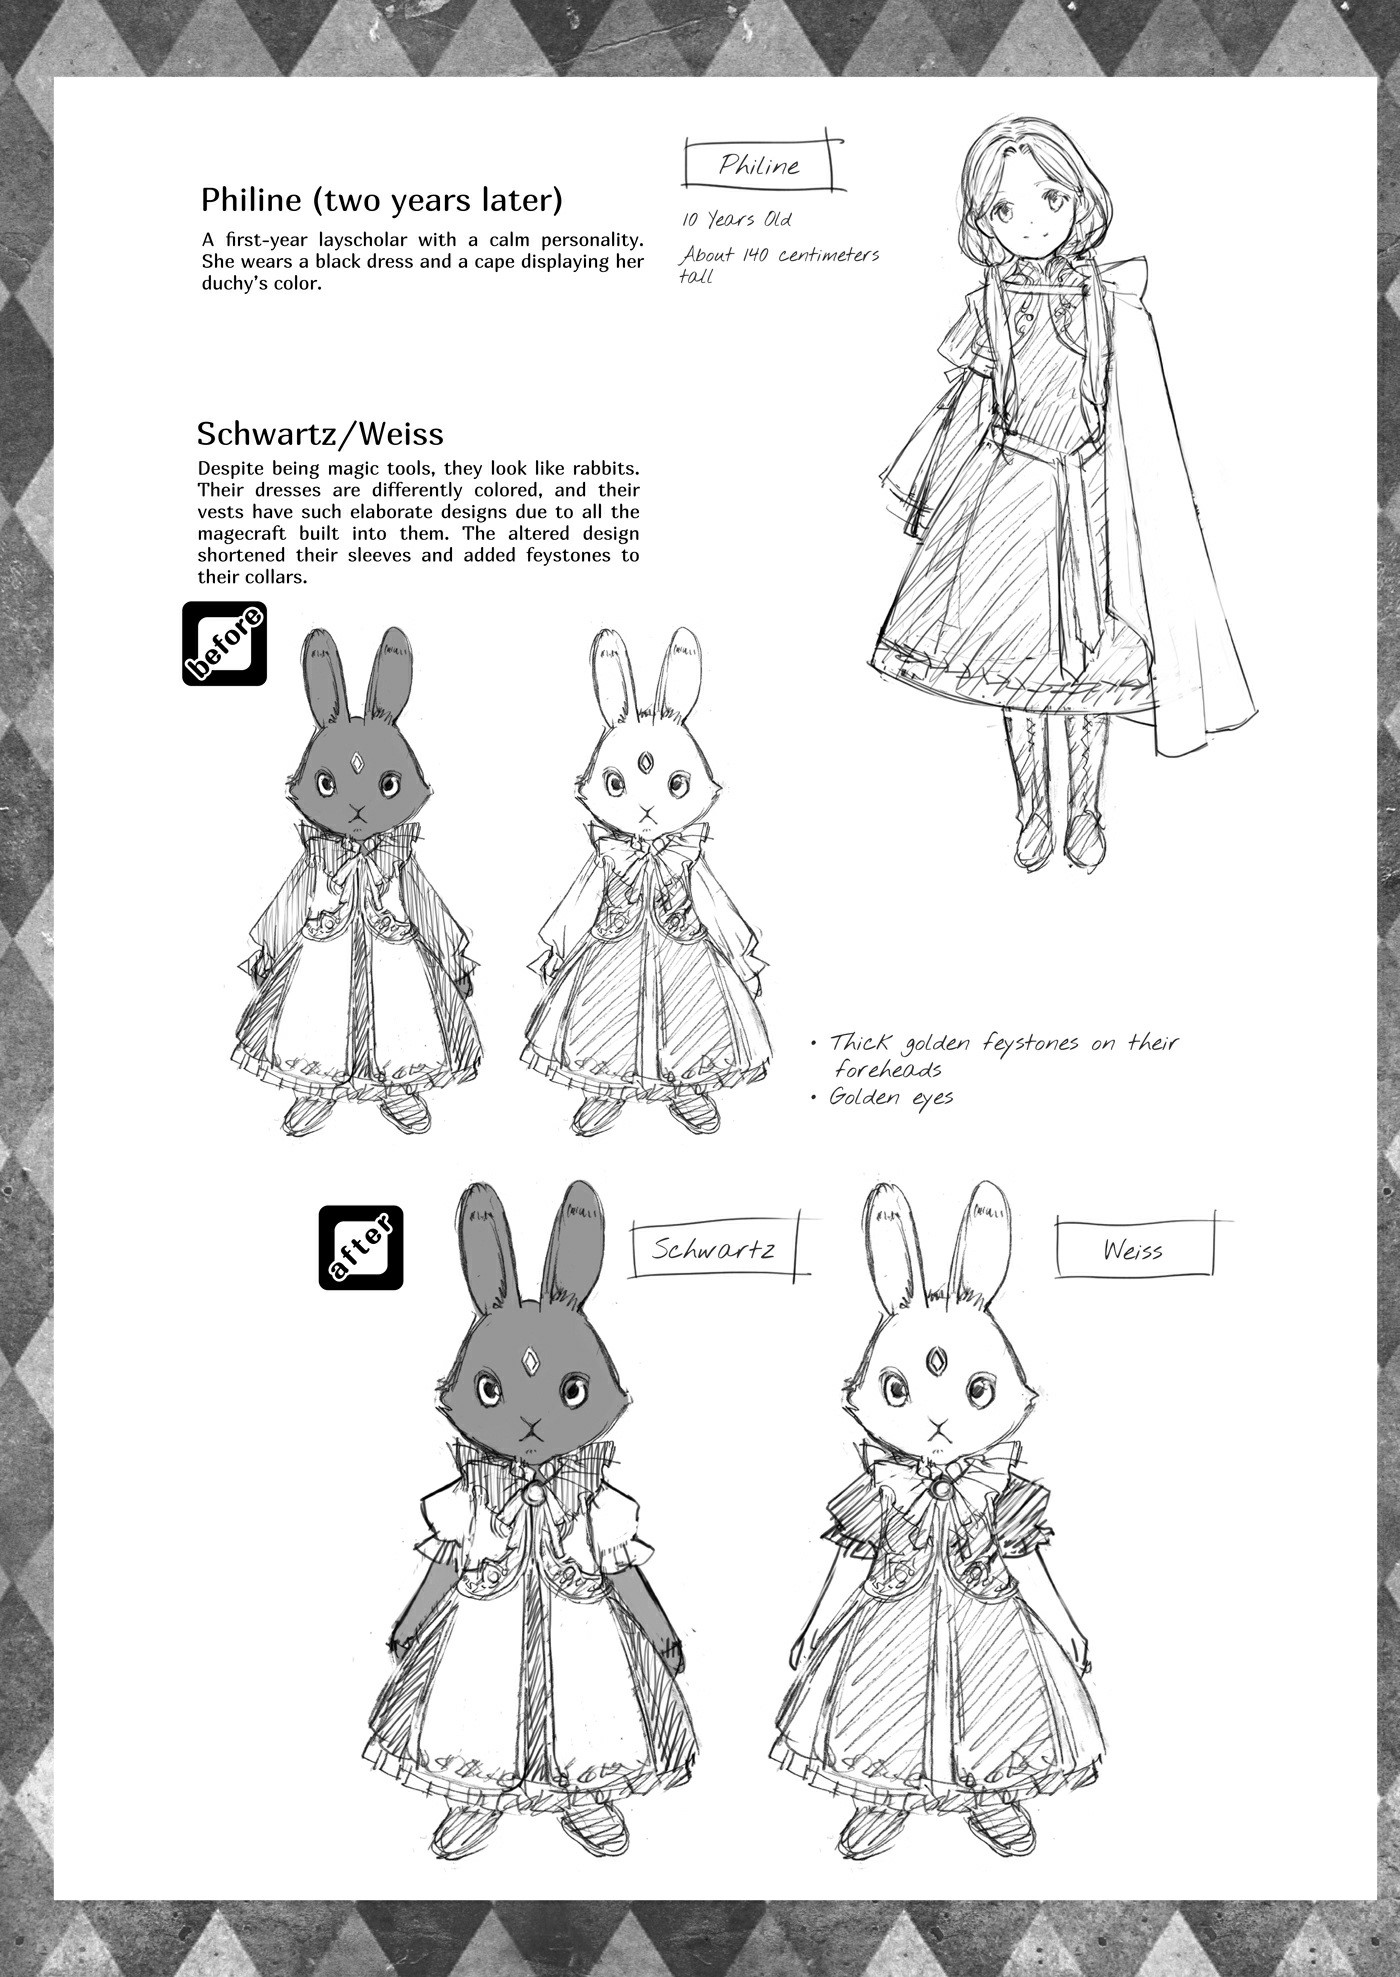 Philine
10 Years Old
About 140 centimeters
tall
Philine (two years later)
A first-year layscholar with a calm personality.
She wears a black dress and a cape displaying her
duchy's color.
Schwartz/Weiss
Despite being magic tools, they look like rabbits.
Their dresses are differently colored, and their
vests have such elaborate designs due to all the
magecraft built into them. The altered design
shortened their sleeves and added feystones to
their collars.
before
• Thick golden feystones on their
foreheads
• Golden eyes
after
Schwartz
Weiss